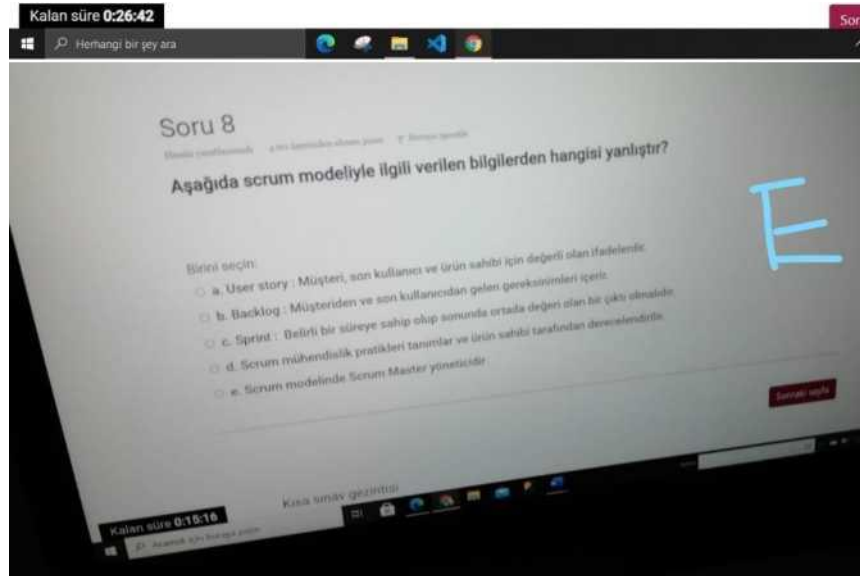 Kalan süre 0:26:42
Sor
Herhangi bir şey ara
Soru 8
Aşağıda scrum modeliyle ilgili verilen bilgilerden hangisi yanlıştır?
E
Birini seçin:
a. User story : Müşteri, son kullanıcı ve ürün sahibi için değerli olan ifadelerdir.
b. Backlog : Müşteriden ve son kullanıcıdan gelen gereksinimleri içerir.
c. Sprint : Belirli bir süreye sahip olup sonunda ortada değeri olan bir çıktı olmalıdır.
d. Scrum mühendislik pratikleri tanımlar ve ürün sahibi tarafından derecelendirilir.
e. Scrum modelinde Scrum Master yöneticidir.
Sonraki sayfa
Kısa sınav gezintisi
Kalan süre 0:15:16